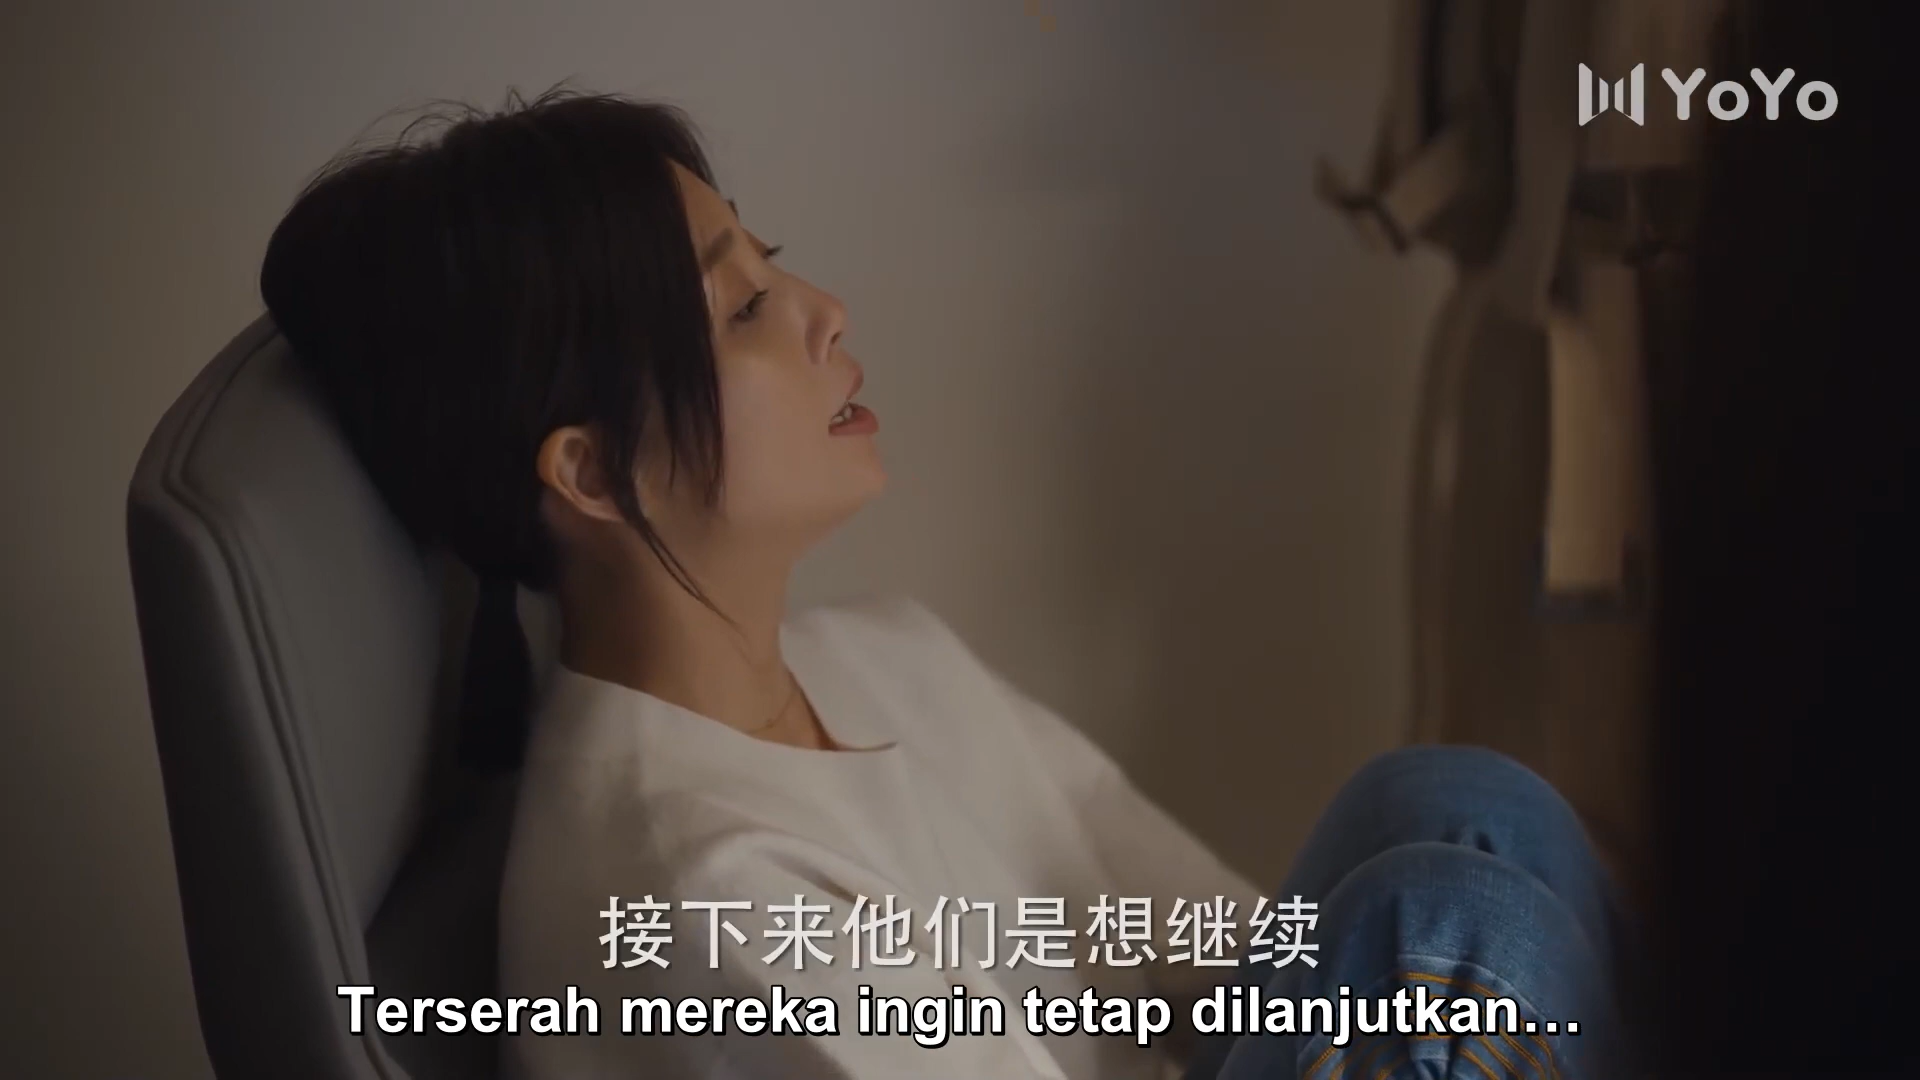 YoYo
接下来他们是想继续
Terserah mereka ingin tetap dilanjutkan...